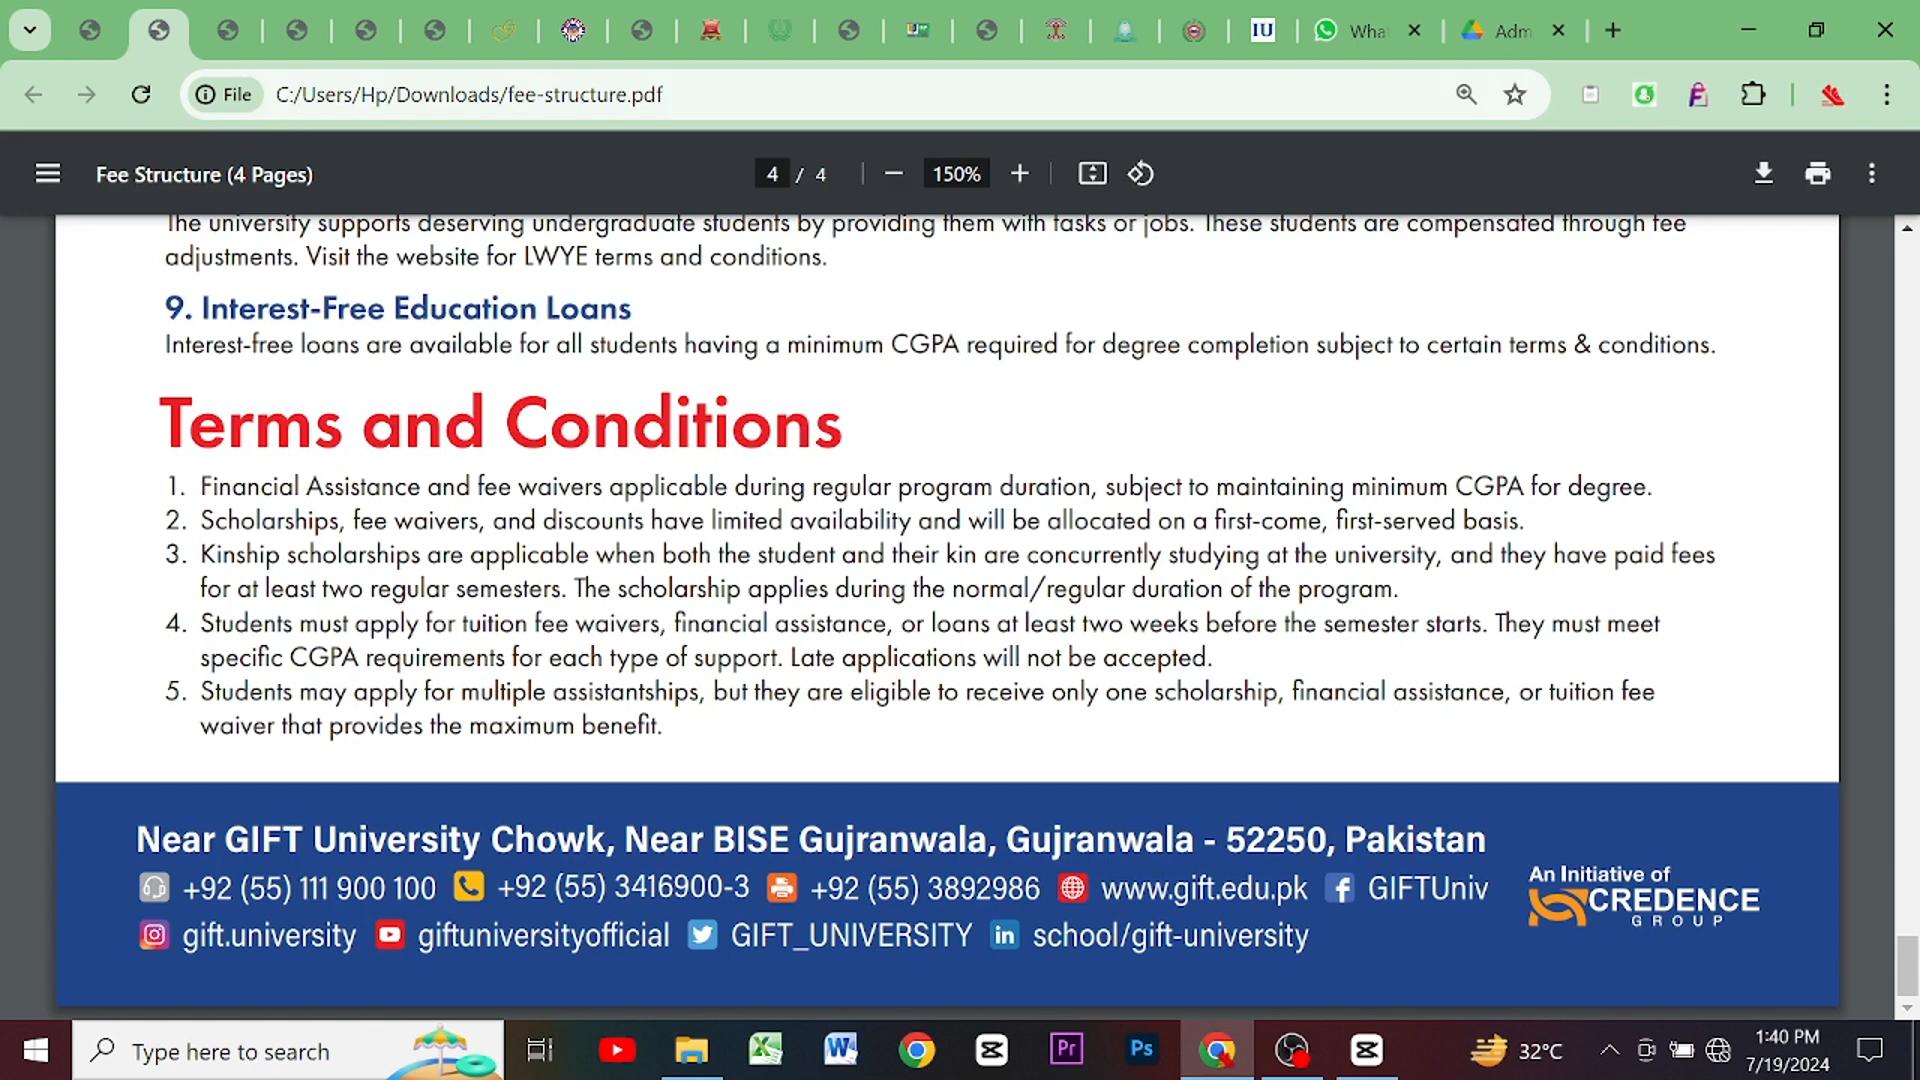 IU
Wha
Adm
File
C:/Users/Hp/Downloads/fee-structure.pdf
Fee Structure (4 Pages)
4 / 4
150%
The university supports deserving undergraduate students by providing them with tasks or jobs. These students are compensated through fee
adjustments. Visit the website for LWYE terms and conditions.
9. Interest-Free Education Loans
Interest-free loans are available for all students having a minimum CGPA required for degree completion subject to certain terms & conditions.
Terms and Conditions
1. Financial Assistance and fee waivers applicable during regular program duration, subject to maintaining minimum CGPA for degree.
2. Scholarships, fee waivers, and discounts have limited availability and will be allocated on a first-come, first-served basis.
3. Kinship scholarships are applicable when both the student and their kin are concurrently studying at the university, and they have paid fees
for at least two regular semesters. The scholarship applies during the normal/regular duration of the program.
4. Students must apply for tuition fee waivers, financial assistance, or loans at least two weeks before the semester starts. They must meet
specific CGPA requirements for each type of support. Late applications will not be accepted.
5. Students may apply for multiple assistantships, but they are eligible to receive only one scholarship, financial assistance, or tuition fee
waiver that provides the maximum benefit.
Near GIFT University Chowk, Near BISE Gujranwala, Gujranwala - 52250, Pakistan
+92 (55) 111 900 100 +92 (55) 3416900-3 +92 (55) 3892986 www.gift.edu.pk GIFTUniv
gift.university giftuniversityofficial GIFT_UNIVERSITY school/gift-university
An Initiative of
CREDENCE
GROUP
Type here to search
Pr
Ps
32°C
1:40 PM
7/19/2024